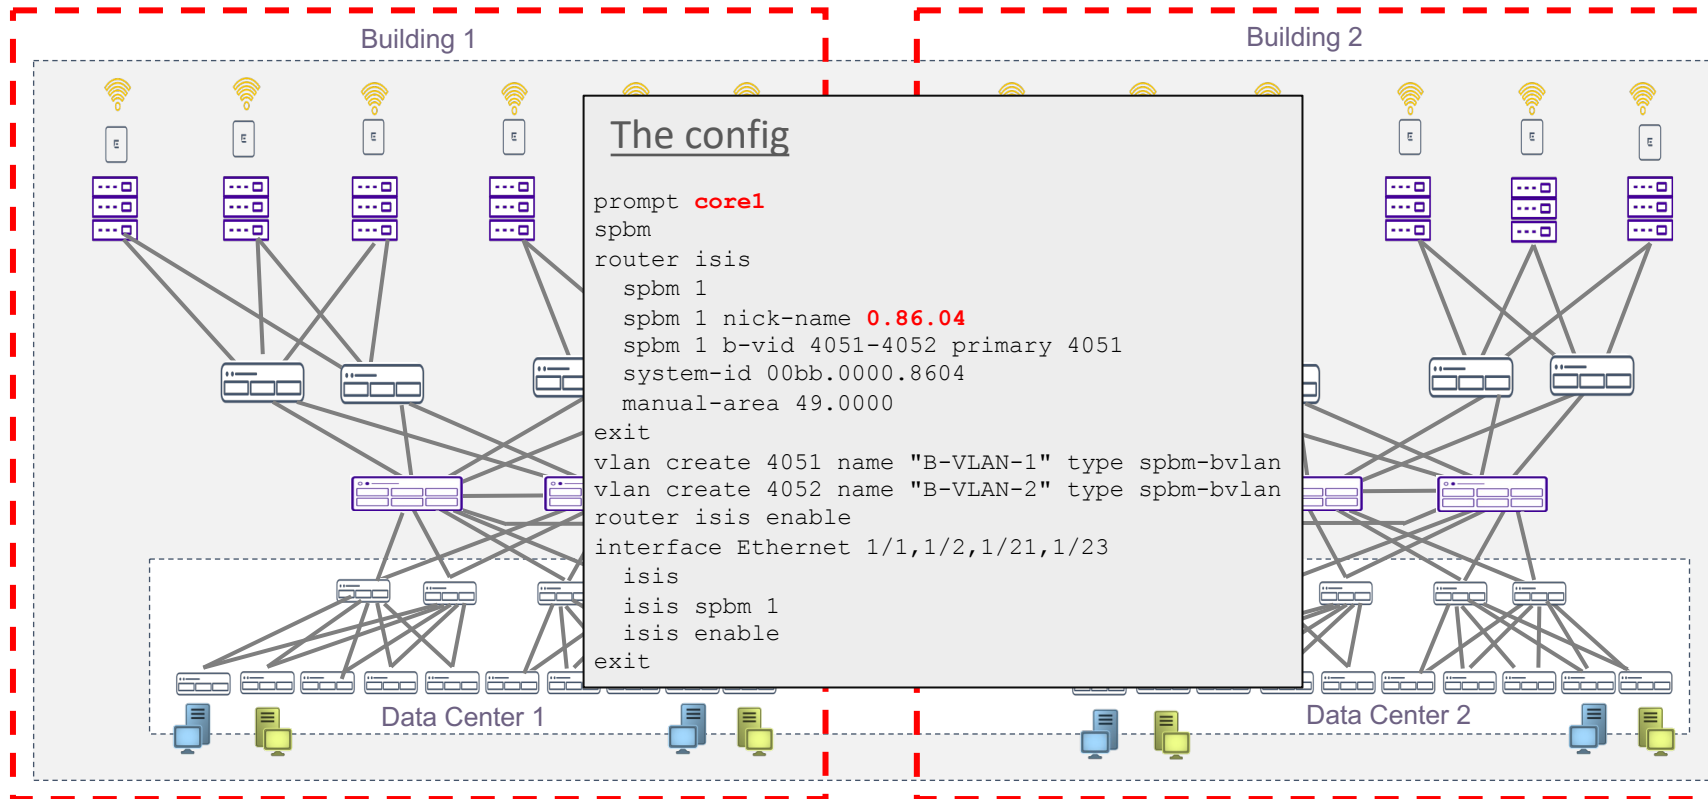 Building 1
Building 2
The config
prompt core1
spbm
router isis
  spbm 1
  spbm 1 nick-name 0.86.04
  spbm 1 b-vid 4051-4052 primary 4051
  system-id 00bb.0000.8604
  manual-area 49.0000
exit
vlan create 4051 name "B-VLAN-1" type spbm-bvlan
vlan create 4052 name "B-VLAN-2" type spbm-bvlan
router isis enable
interface Ethernet 1/1,1/2,1/21,1/23
  isis
  isis spbm 1
  isis enable
exit
Data Center 1
Data Center 2